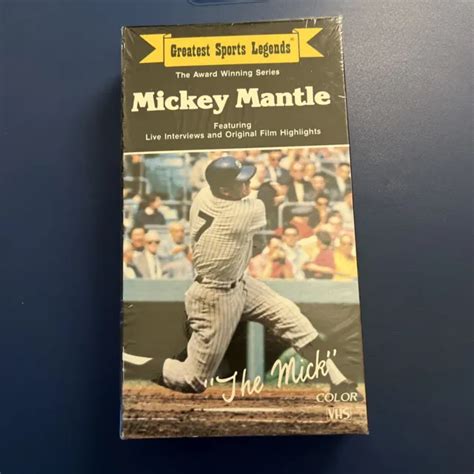 Greatest Sports Legends
The Award Winning Series
Mickey Mantle
Featuring
Live Interviews and Original Film Highlights
7
"The Mick"
COLOR
VHS